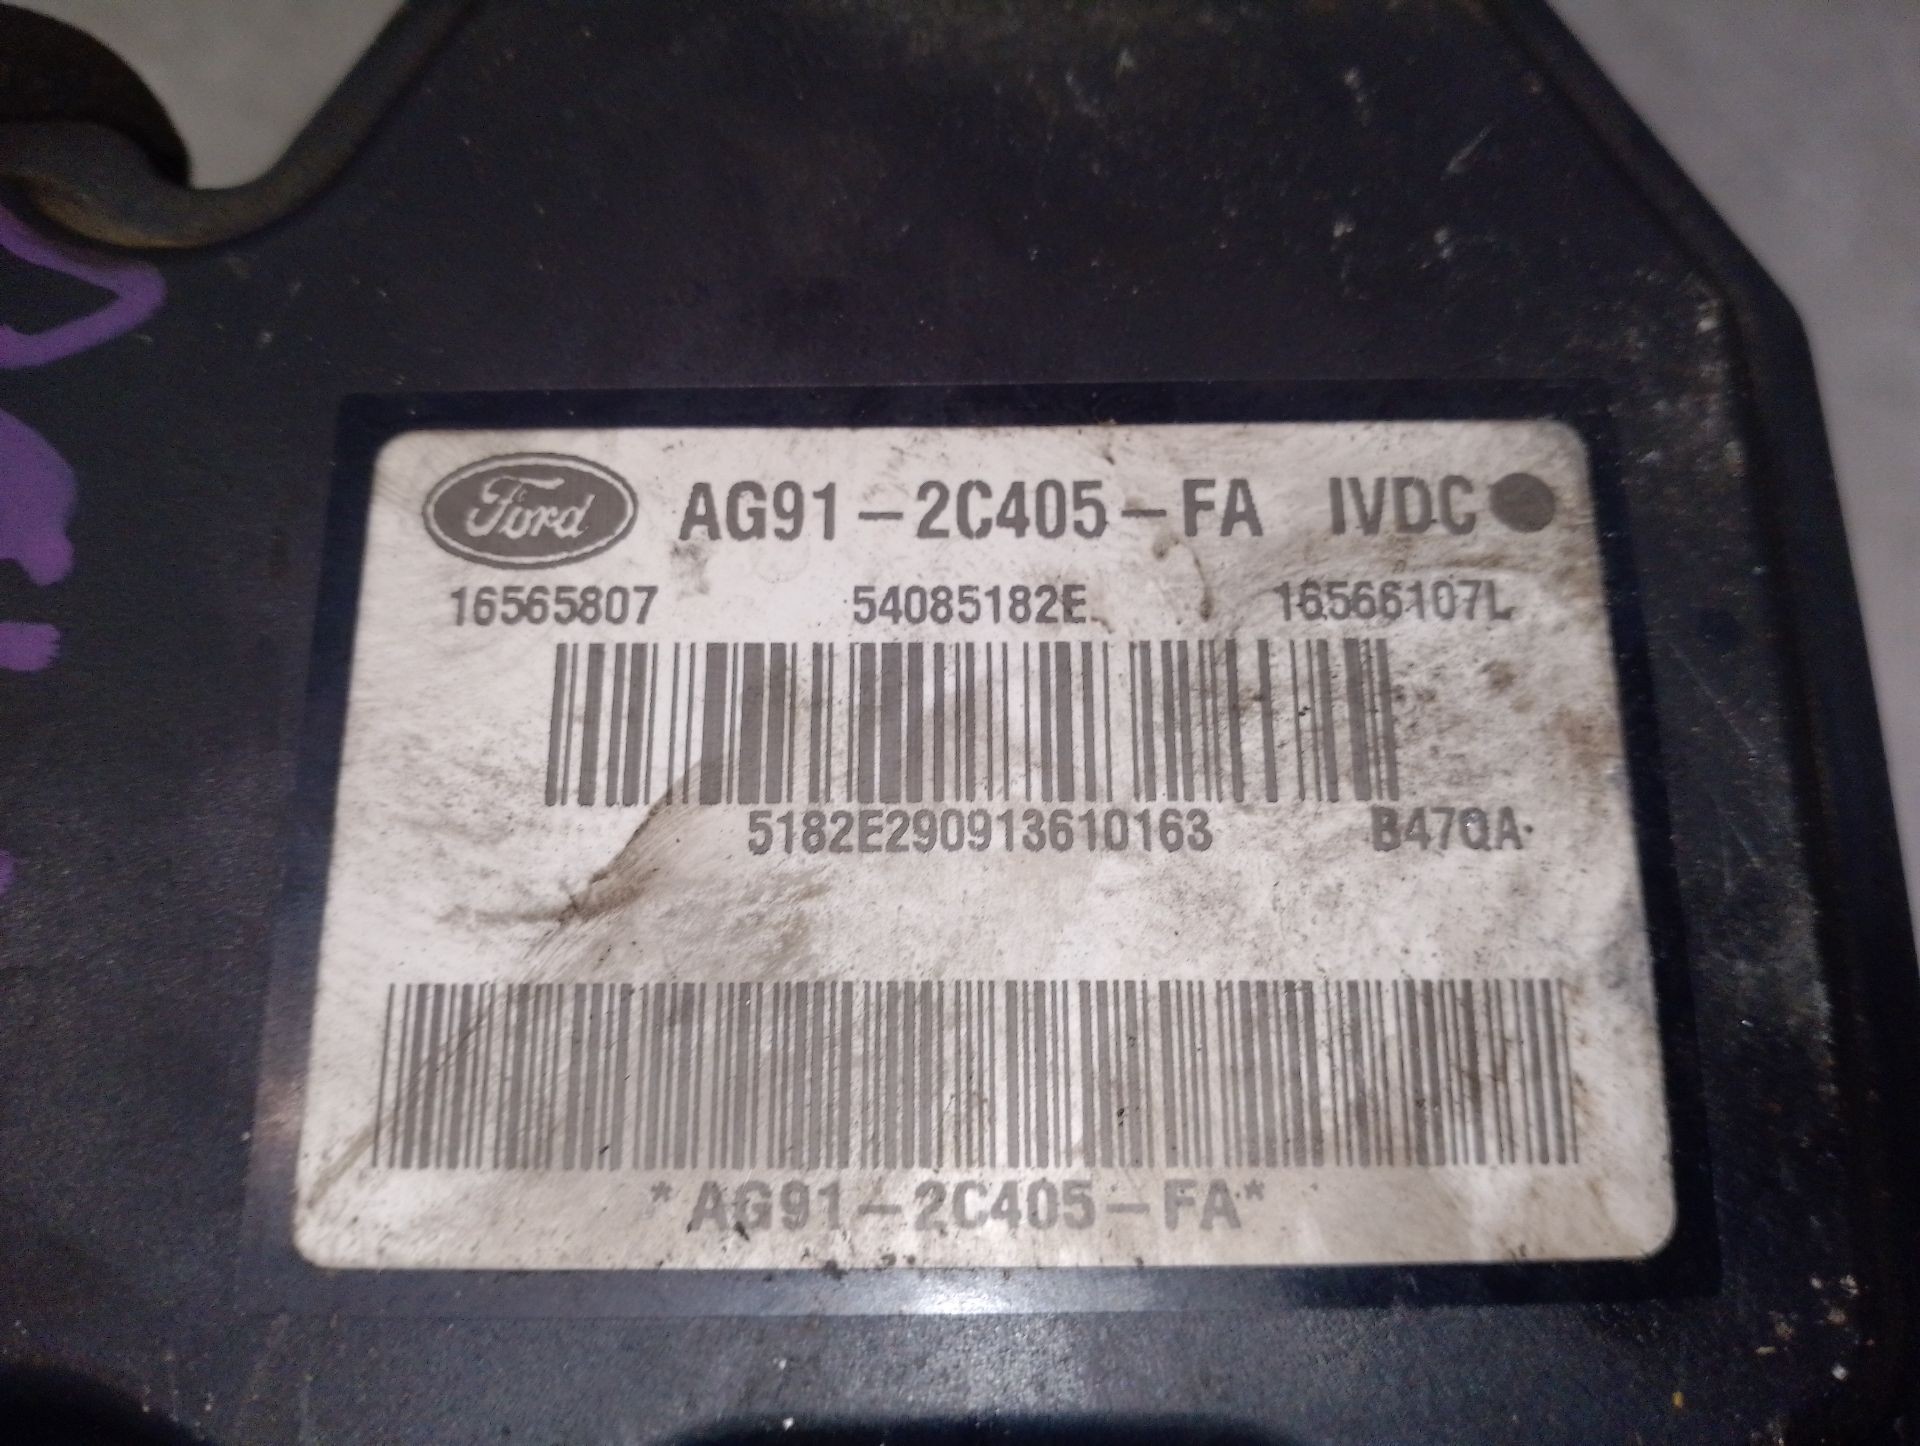 Ford AG91-2C405-FA IVDC
16565807 54085182E 16566107L
5182E290913610163 B47QA
*AG91-2C405-FA*